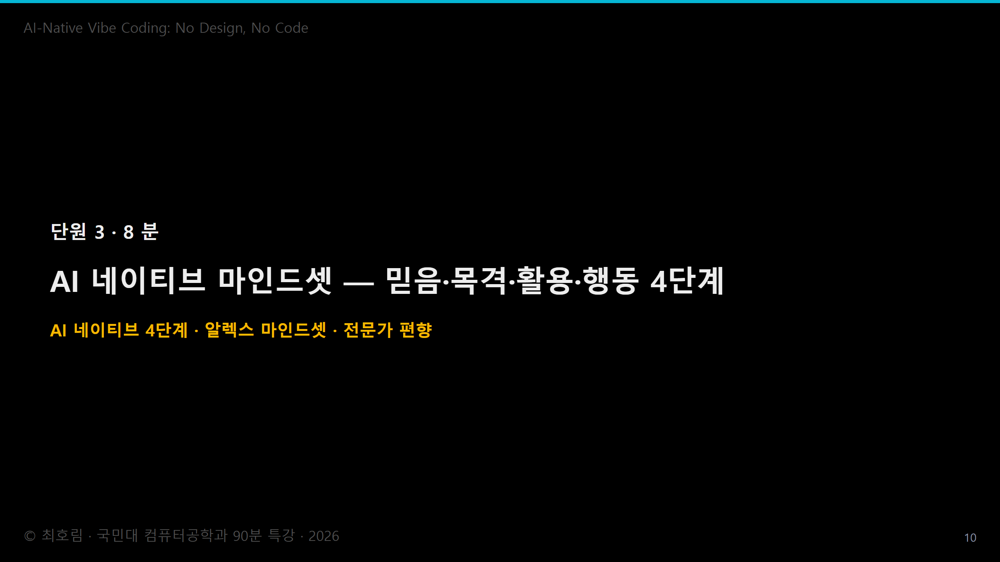 AI-Native Vibe Coding: No Design, No Code
단원 3 · 8 분
AI 네이티브 마인드셋 — 믿음·목격·활용·행동 4단계
AI 네이티브 4단계 · 알렉스 마인드셋 · 전문가 편향
© 최호림 · 국민대 컴퓨터공학과 90분 특강 · 2026
10